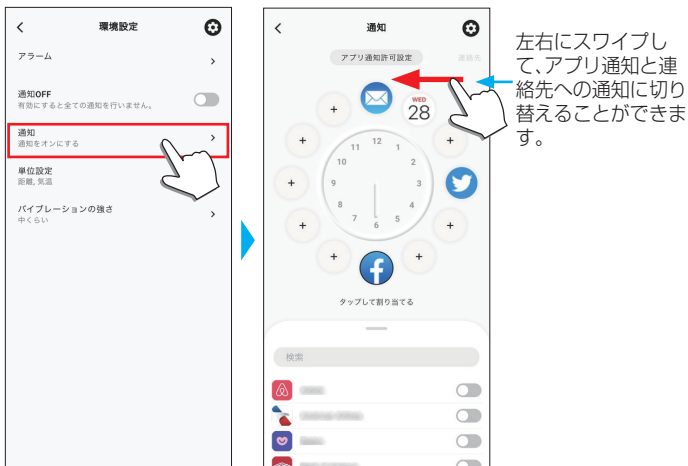 環境設定
アラーム
通知OFF
有効にすると全ての通知を行いません。
通知
通知をオンにする
単位設定
距離, 気温
バイブレーションの強さ
中くらい
通知
アプリ通知許可設定
連絡先
WED
28
12
1
2
3
4
5
6
7
8
9
10
11
タップして割り当てる
検索
左右にスワイプし
て、アプリ通知と連
絡先への通知に切り
替えることができま
す。